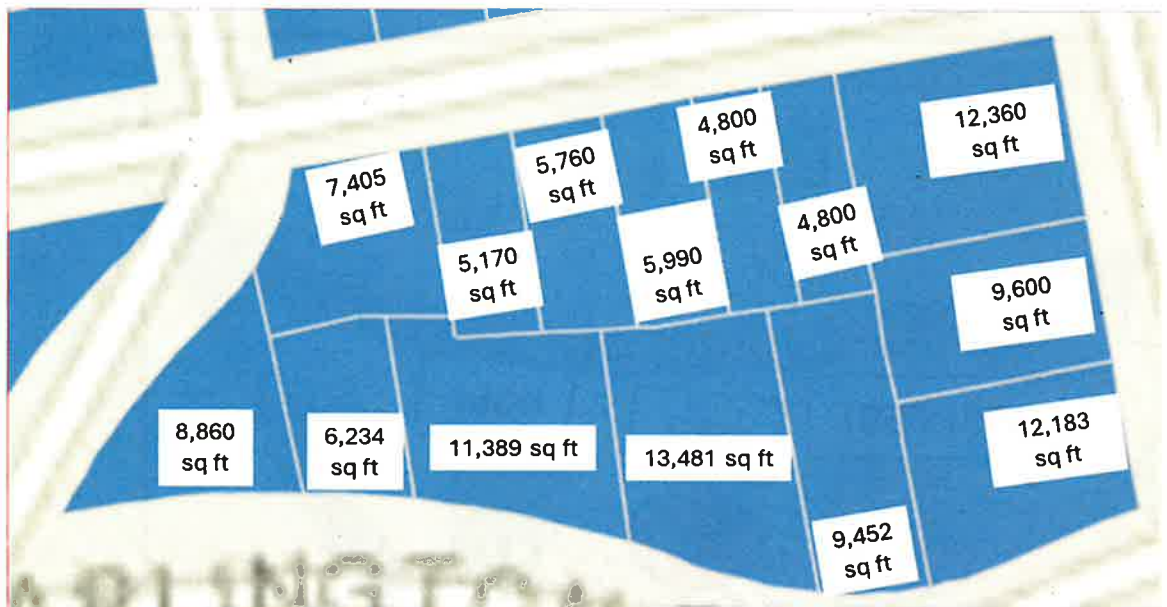 7,405
sq ft
5,170
sq ft
5,760
sq ft
5,990
sq ft
4,800
sq ft
4,800
sq ft
12,360
sq ft
9,600
sq ft
12,183
sq ft
8,860
sq ft
6,234
sq ft
11,389 sq ft
13,481 sq ft
9,452
sq ft
ARLINGTON